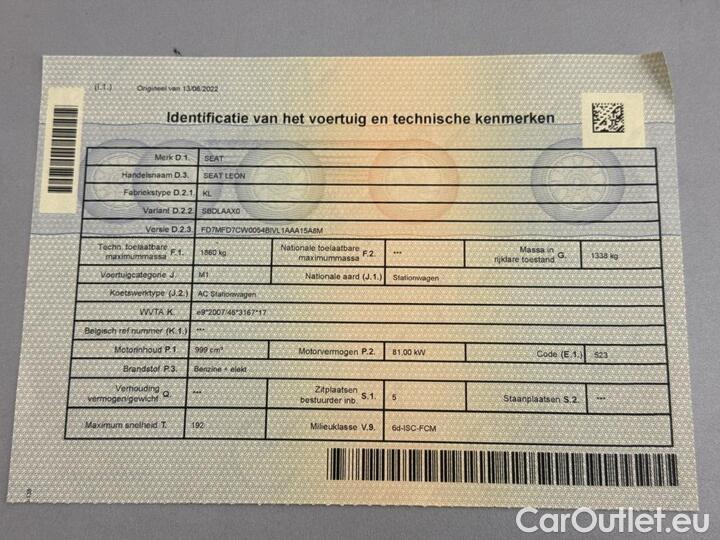 (I.1.) Origineel van 13/06/2022
Identificatie van het voertuig en technische kenmerken
Merk D.1. SEAT
Handelsnaam D.3. SEAT LEON
Fabriekstype D.2.1. KL
Variant D.2.2. SBDLAAX0
Versie D.2.3. FD7MFD7CW0054BIVL1AAA15A8M
Techn. toelaatbare maximummassa F.1. 1860 kg Nationale toelaatbare maximummassa F.2. *** Massa in rijklare toestand G. 1338 kg
Voertuigcategorie J. M1 Nationale aard (J.1.) Stationwagen
Koetswerktype (J.2.) AC Stationwagen
WVTA K. e9*2007/46*3167*17
Belgisch ref.nummer (K.1.) ***
Motorinhoud P.1. 999 cm³ Motorvermogen P.2. 81,00 kW Code (E.1.) 523
Brandstof P.3. Benzine + elekt
Verhouding vermogen/gewicht Q. *** Zitplaatsen bestuurder inb. S.1. 5 Staanplaatsen S.2. ***
Maximum snelheid T. 192 Milieuklasse V.9. 6d-ISC-FCM
CarOutlet.eu